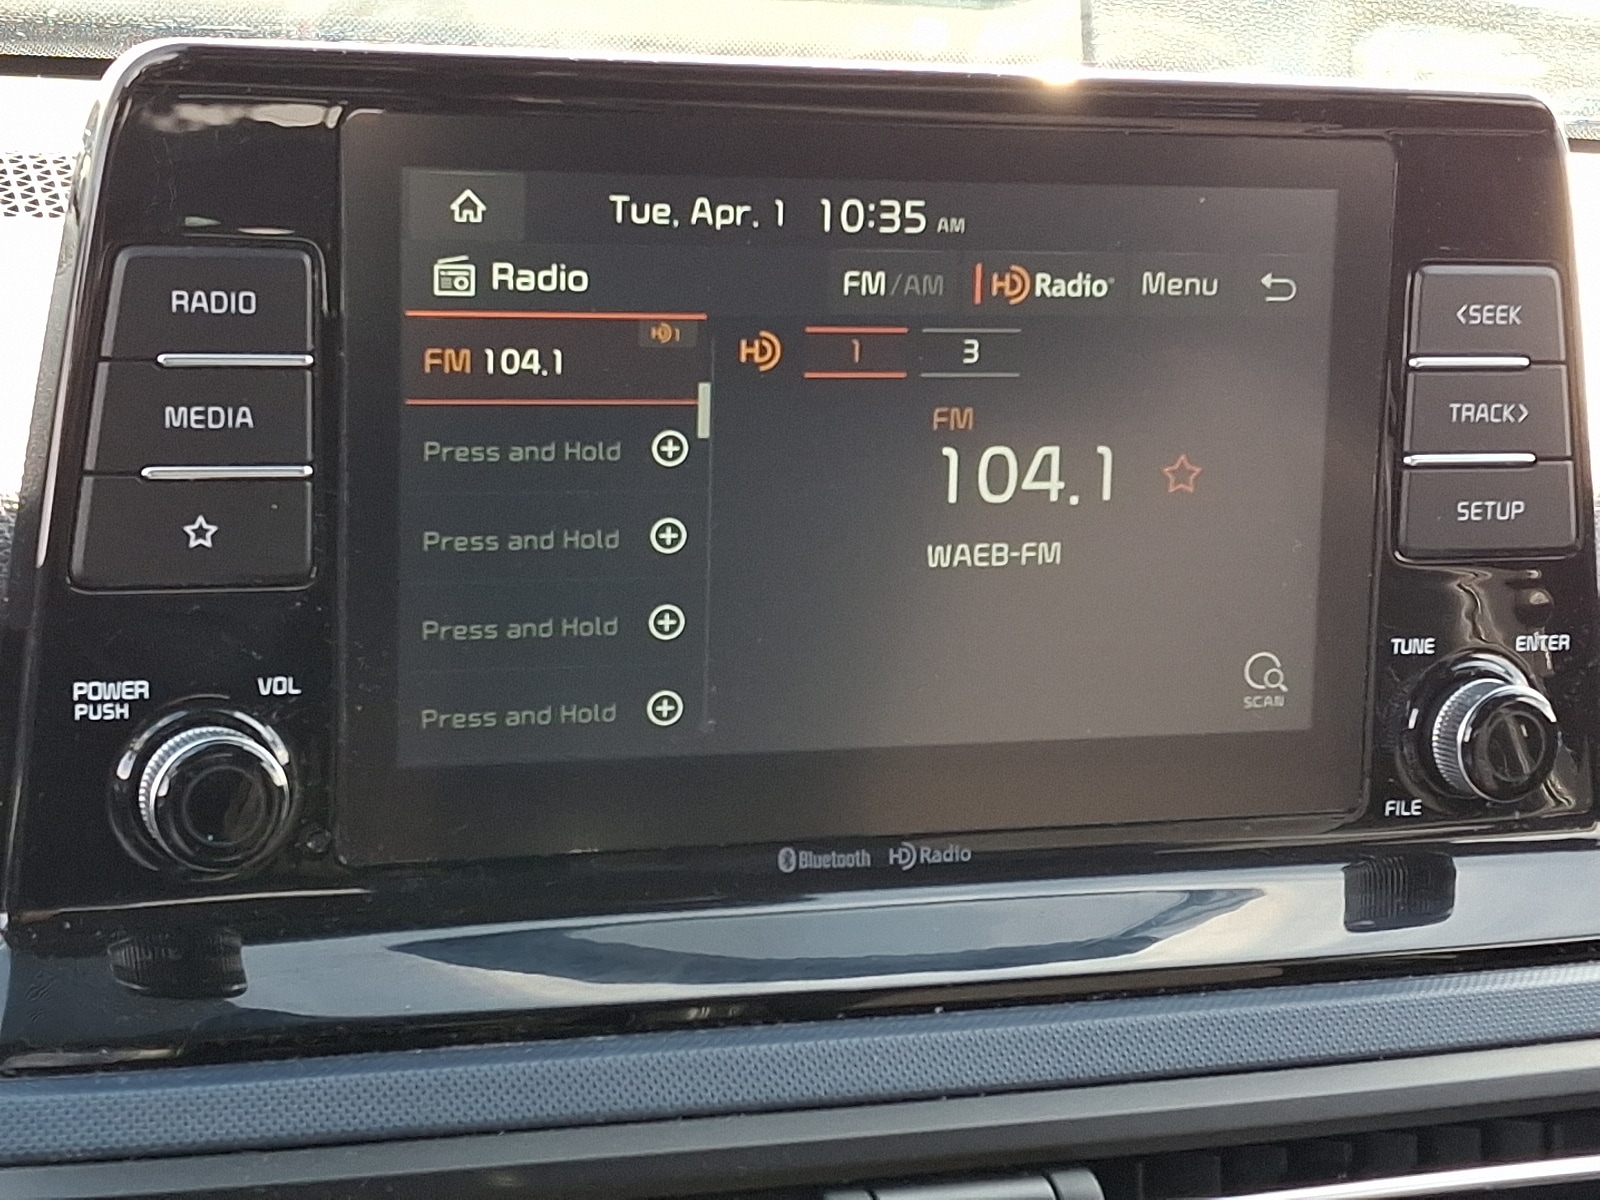 Tue, Apr. 1 10:35 AM
Radio
FM/AM HD Radio Menu
HD1
FM 104.1
HD 1 3
FM
104.1
WAEB-FM
Press and Hold
Press and Hold
Press and Hold
Press and Hold
SCAN
RADIO
MEDIA
POWER
PUSH
VOL
<SEEK
TRACK>
SETUP
TUNE
ENTER
FILE
Bluetooth HD Radio